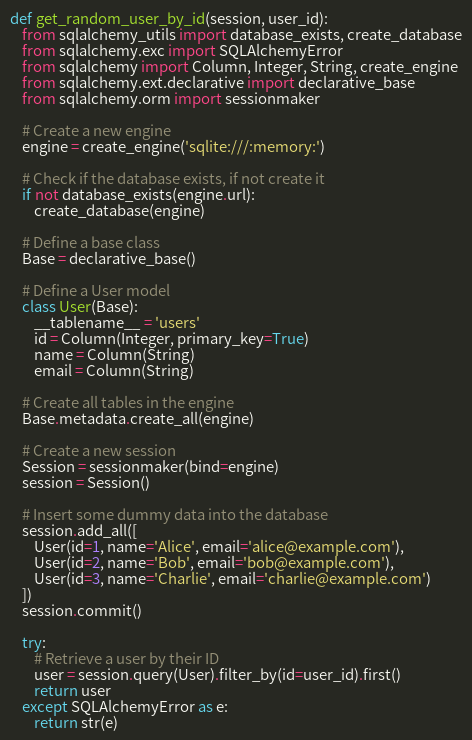 def get_random_user_by_id(session, user_id):
    from sqlalchemy_utils import database_exists, create_database
    from sqlalchemy.exc import SQLAlchemyError
    from sqlalchemy import Column, Integer, String, create_engine
    from sqlalchemy.ext.declarative import declarative_base
    from sqlalchemy.orm import sessionmaker

    # Create a new engine
    engine = create_engine('sqlite:///:memory:')

    # Check if the database exists, if not create it
    if not database_exists(engine.url):
        create_database(engine)

    # Define a base class
    Base = declarative_base()

    # Define a User model
    class User(Base):
        __tablename__ = 'users'
        id = Column(Integer, primary_key=True)
        name = Column(String)
        email = Column(String)

    # Create all tables in the engine
    Base.metadata.create_all(engine)

    # Create a new session
    Session = sessionmaker(bind=engine)
    session = Session()

    # Insert some dummy data into the database
    session.add_all([
        User(id=1, name='Alice', email='alice@example.com'),
        User(id=2, name='Bob', email='bob@example.com'),
        User(id=3, name='Charlie', email='charlie@example.com')
    ])
    session.commit()

    try:
        # Retrieve a user by their ID
        user = session.query(User).filter_by(id=user_id).first()
        return user
    except SQLAlchemyError as e:
        return str(e)